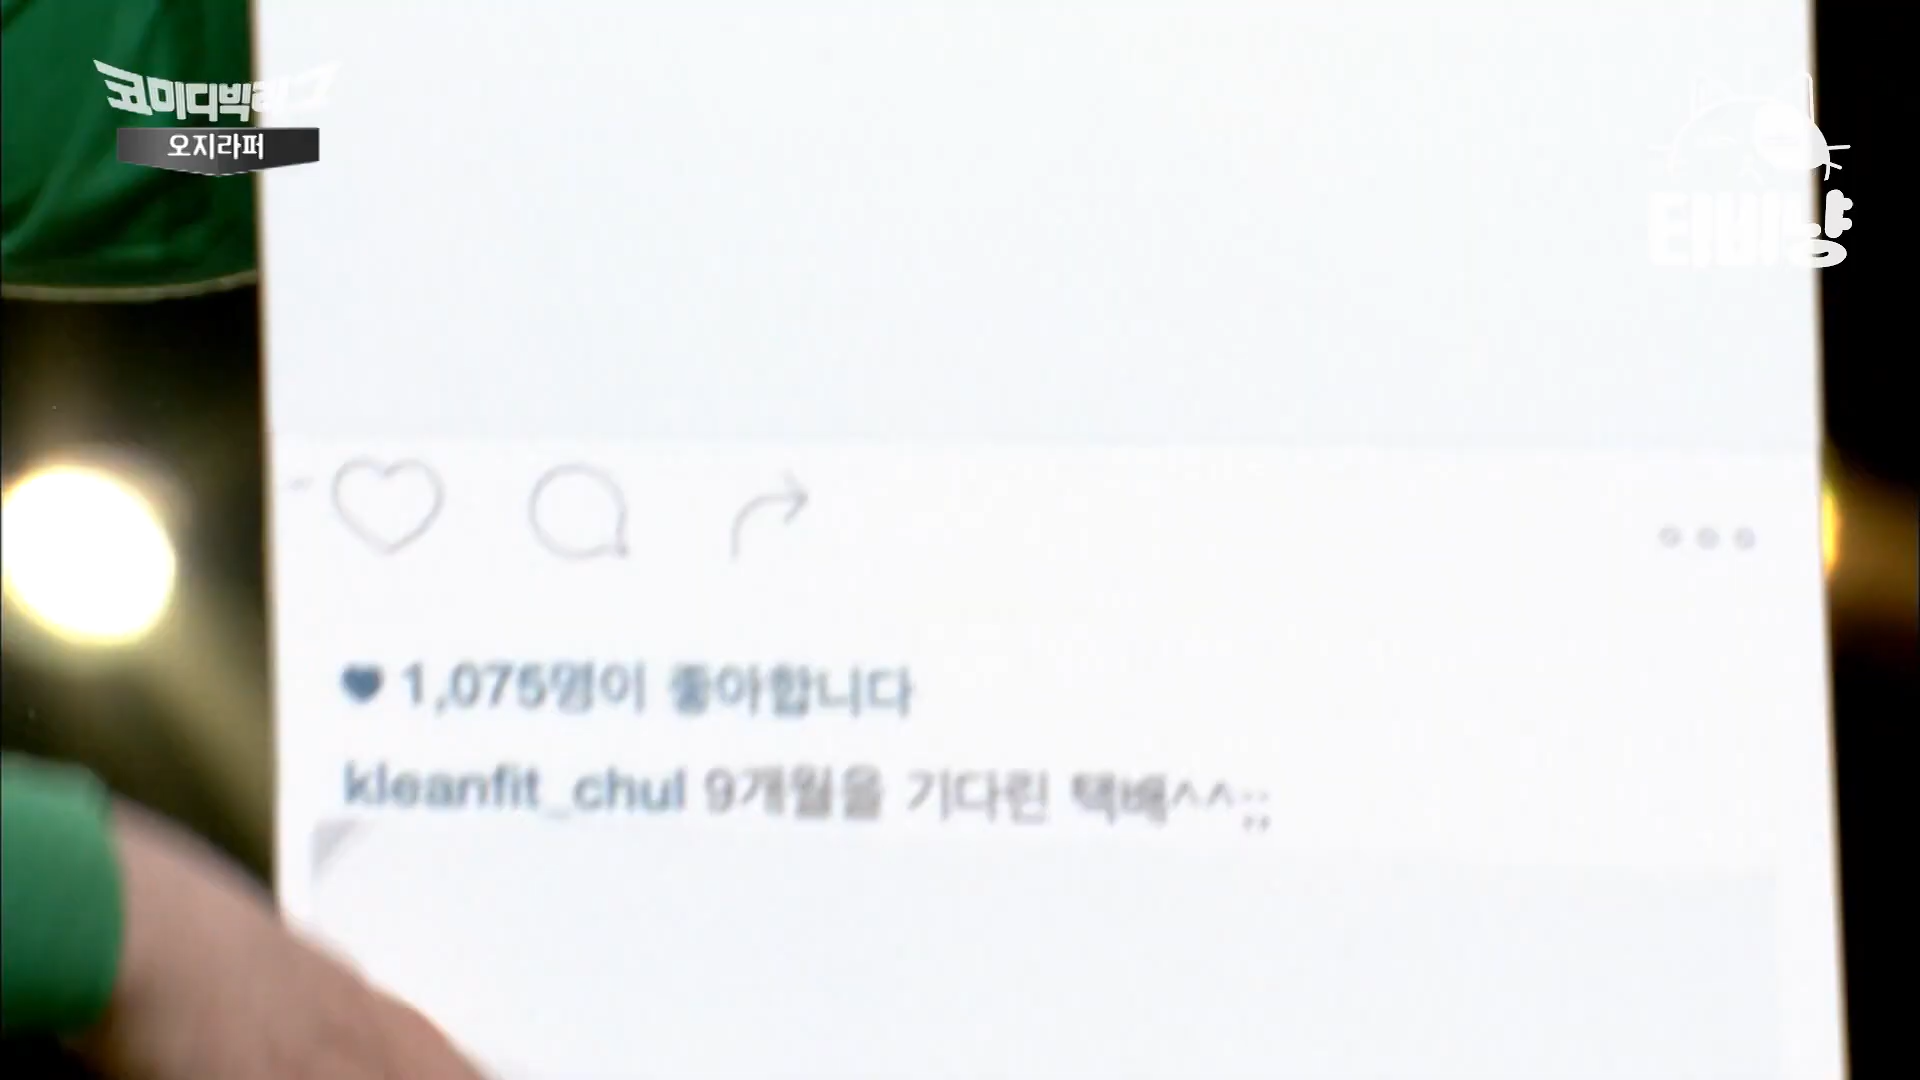 코미디빅리그
오지라퍼
티비냥
1,075명이 좋아합니다
kleanfit_chul 9개월을 기다린 택배^^;;